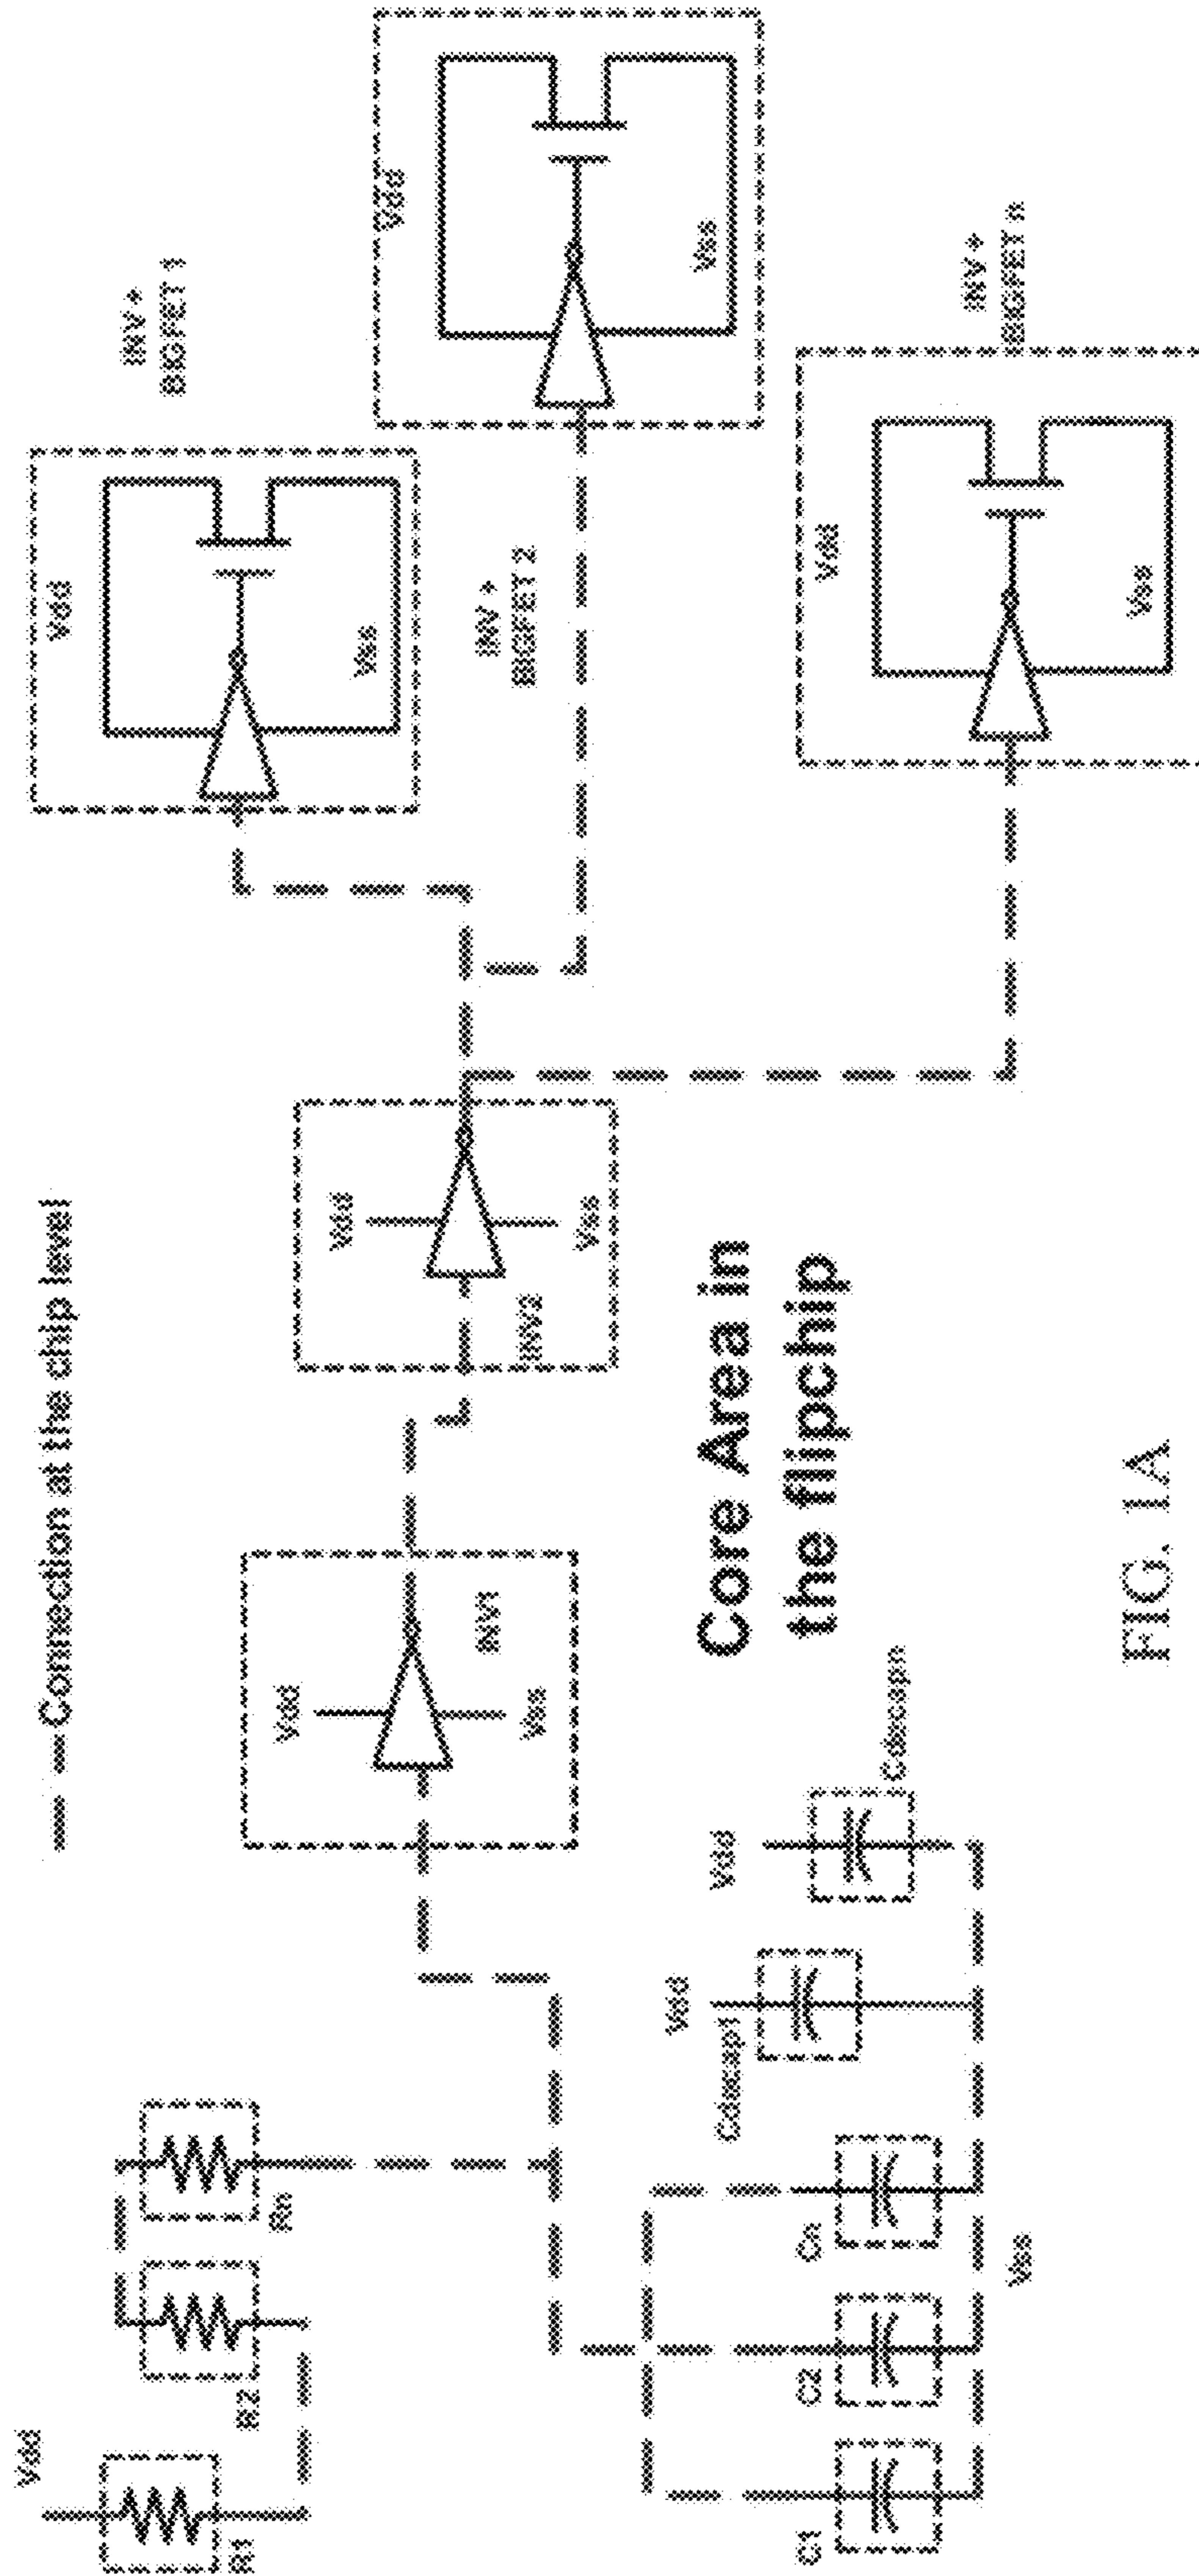 Connection at the chip level
INV +
BIGFET 1
Vdd
Vss
Vdd
Vss
INV +
BIGFET 2
INV +
BIGFET n
Vdd
Vss
Vdd
Vss
INV2
Vdd
Vss
INV1
Vdd
R1
R2
Rn
C1
C2
Cn
Vss
Vdd
Cdecap1
Vdd
Cdecapn
Core Area in
the flipchip
FIG. 1A